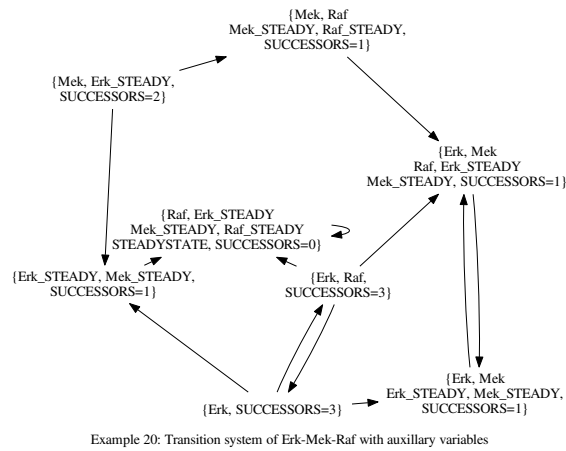 {Mek, Raf
Mek_STEADY, Raf_STEADY,
SUCCESSORS=1}
{Mek, Erk_STEADY,
SUCCESSORS=2}
{Erk, Mek
Raf, Erk_STEADY
Mek_STEADY, SUCCESSORS=1}
{Raf, Erk_STEADY
Mek_STEADY, Raf_STEADY
STEADYSTATE, SUCCESSORS=0}
{Erk_STEADY, Mek_STEADY,
SUCCESSORS=1}
{Erk, Raf,
SUCCESSORS=3}
{Erk, Mek
Erk_STEADY, Mek_STEADY,
SUCCESSORS=1}
{Erk, SUCCESSORS=3}
Example 20: Transition system of Erk-Mek-Raf with auxillary variables